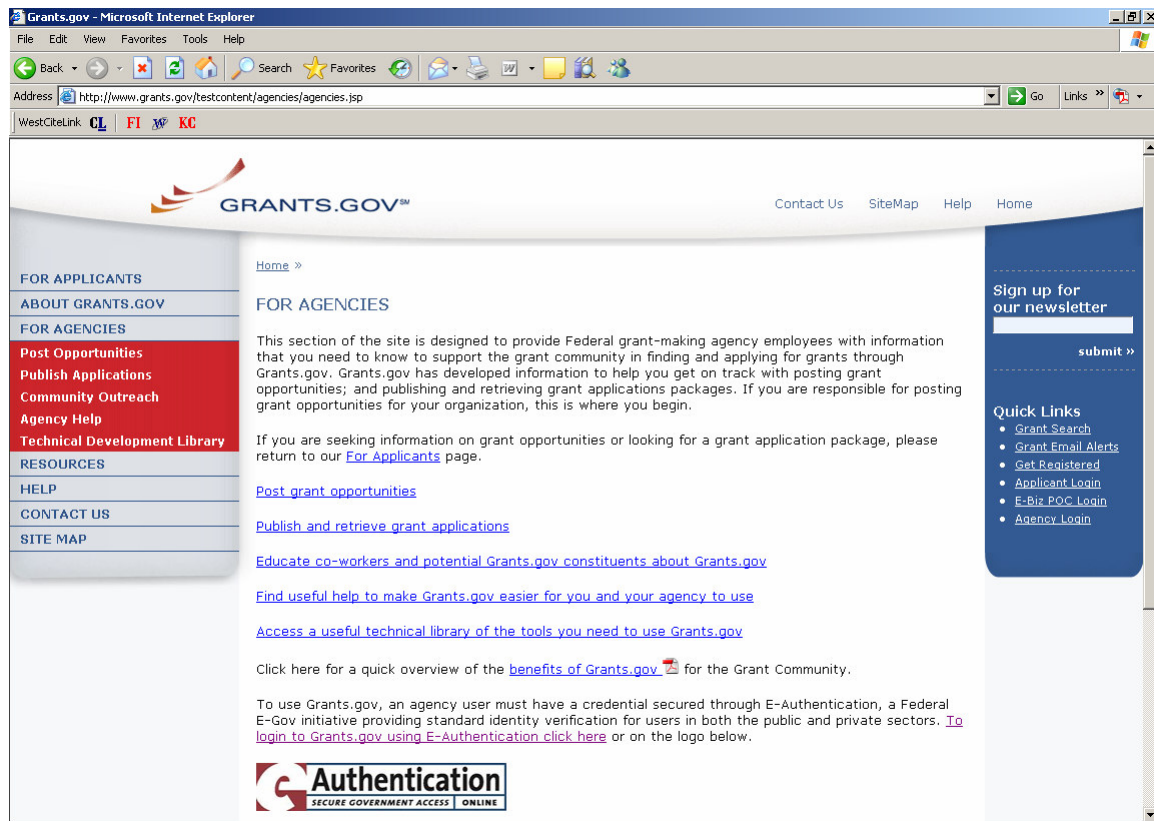 Grants.gov - Microsoft Internet Explorer
File Edit View Favorites Tools Help
Back Search Favorites
Address http://www.grants.gov/testcontent/agencies/agencies.jsp Go Links »
WestCiteLink CL FI WP KC
GRANTS.GOV℠
Contact Us SiteMap Help Home
FOR APPLICANTS
ABOUT GRANTS.GOV
FOR AGENCIES
Post Opportunities
Publish Applications
Community Outreach
Agency Help
Technical Development Library
RESOURCES
HELP
CONTACT US
SITE MAP
Home »
FOR AGENCIES
This section of the site is designed to provide Federal grant-making agency employees with information
that you need to know to support the grant community in finding and applying for grants through
Grants.gov. Grants.gov has developed information to help you get on track with posting grant
opportunities; and publishing and retrieving grant applications packages. If you are responsible for posting
grant opportunities for your organization, this is where you begin.
If you are seeking information on grant opportunities or looking for a grant application package, please
return to our For Applicants page.
Post grant opportunities
Publish and retrieve grant applications
Educate co-workers and potential Grants.gov constituents about Grants.gov
Find useful help to make Grants.gov easier for you and your agency to use
Access a useful technical library of the tools you need to use Grants.gov
Click here for a quick overview of the benefits of Grants.gov for the Grant Community.
To use Grants.gov, an agency user must have a credential secured through E-Authentication, a Federal
E-Gov initiative providing standard identity verification for users in both the public and private sectors. To
login to Grants.gov using E-Authentication click here or on the logo below.
Authentication
SECURE GOVERNMENT ACCESS ONLINE
Sign up for
our newsletter
submit »
Quick Links
• Grant Search
• Grant Email Alerts
• Get Registered
• Applicant Login
• E-Biz POC Login
• Agency Login